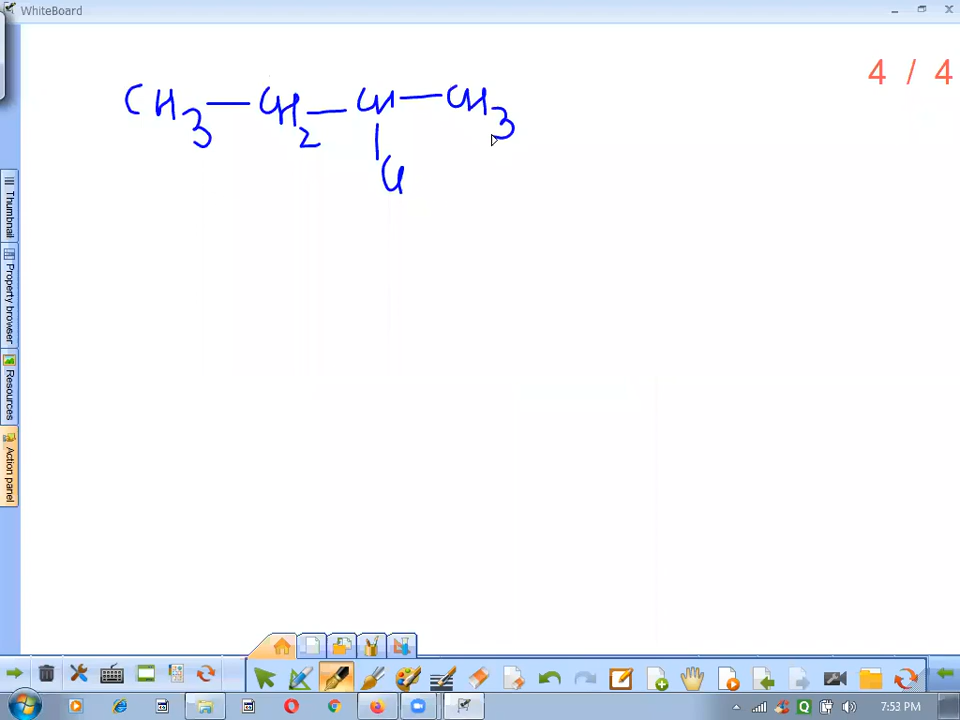 WhiteBoard
4 / 4
CH3—CH2—CH—CH3
|
Cl
Thumbnail
Property browser
Resources
Action panel
7:53 PM